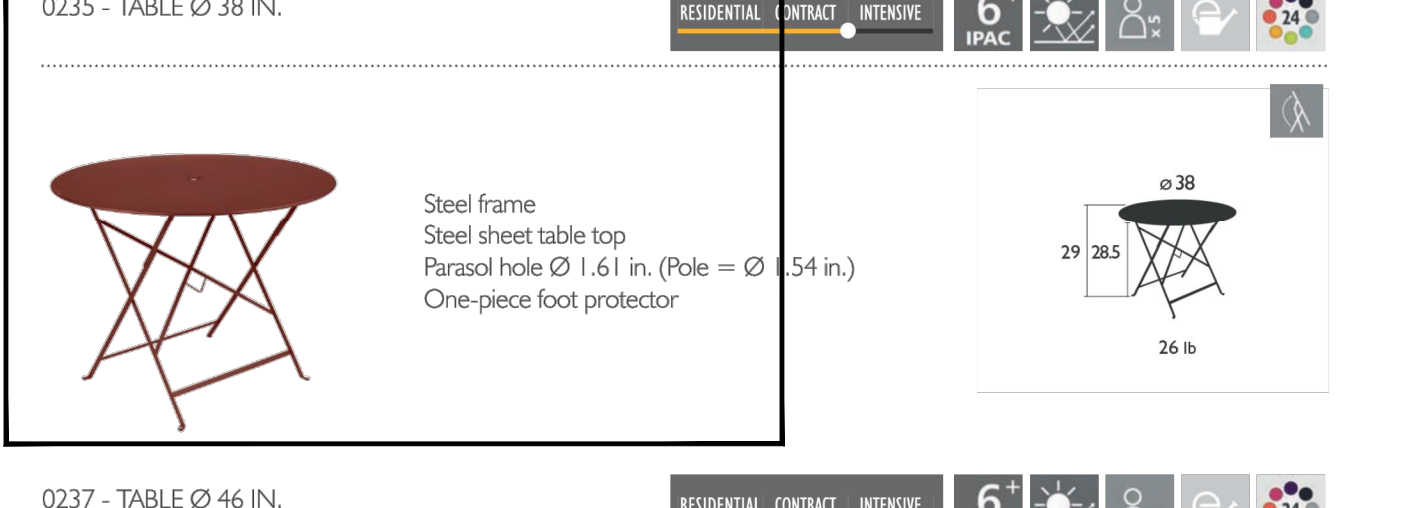 0235 - TABLE Ø 38 IN.
RESIDENTIAL CONTRACT INTENSIVE
6
IPAC
x 5
24
Steel frame
Steel sheet table top
Parasol hole Ø 1.61 in. (Pole = Ø 1.54 in.)
One-piece foot protector
ø 38
29 28.5
26 lb
0237 - TABLE Ø 46 IN.
RESIDENTIAL CONTRACT INTENSIVE
6+
24